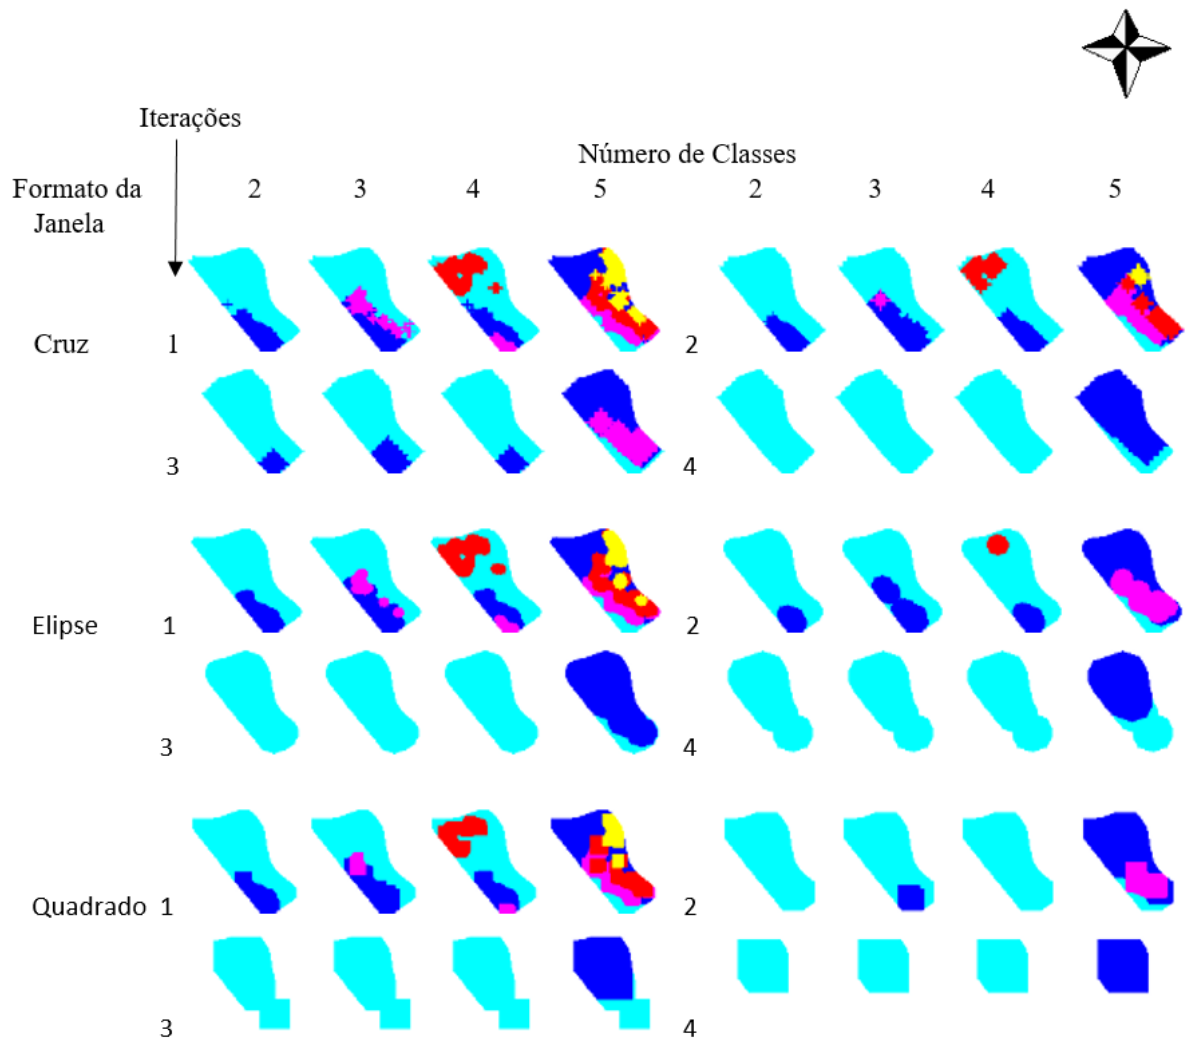 Iterações
Número de Classes
Formato da
Janela
2 3 4 5 2 3 4 5
Cruz 1 2
3 4
Elipse 1 2
3 4
Quadrado 1 2
3 4